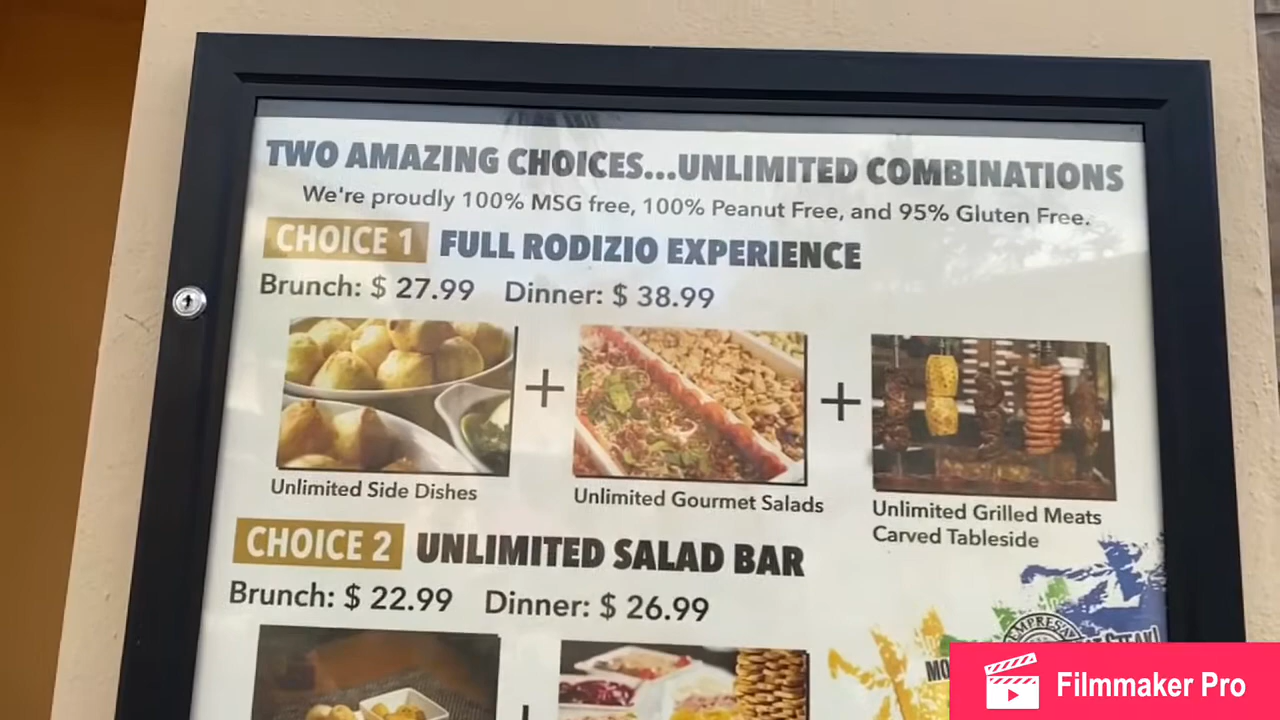 TWO AMAZING CHOICES...UNLIMITED COMBINATIONS
We're proudly 100% MSG free, 100% Peanut Free, and 95% Gluten Free.
CHOICE 1 FULL RODIZIO EXPERIENCE
Brunch: $ 27.99 Dinner: $ 38.99
+ +
Unlimited Side Dishes
Unlimited Gourmet Salads
Unlimited Grilled Meats
Carved Tableside
CHOICE 2 UNLIMITED SALAD BAR
Brunch: $ 22.99 Dinner: $ 26.99
Filmmaker Pro